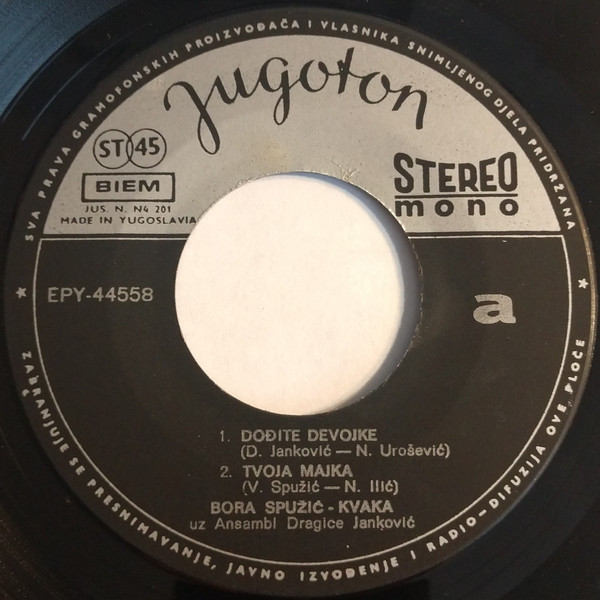 SVA PRAVA GRAMOFONSKIH PROIZVOĐAČA I VLASNIKA SNIMLJENOG DJELA PRIDRŽANA
jugoton
ST 45
BIEM
JUS. N. N4 201
MADE IN YUGOSLAVIA
STEREO
mono
EPY-44558
a
1. DOĐITE DEVOJKE
(D. Janković — N. Urošević)
2. TVOJA MAJKA
(V. Spužić — N. Ilić)
BORA SPUŽIĆ - KVAKA
uz Ansambl Dragice Janković
ZABRANJUJE SE PRESNIMAVANJE, JAVNO IZVOĐENJE I RADIO-DIFUZIJA OVE PLOČE